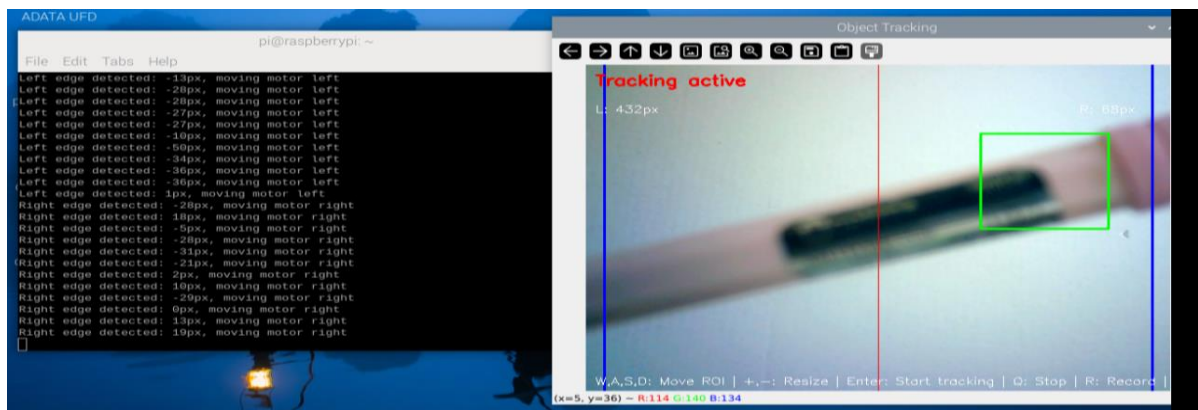 ADATA UFD
pi@raspberrypi: ~
File Edit Tabs Help
Left edge detected: -13px, moving motor left
Left edge detected: -28px, moving motor left
Left edge detected: -28px, moving motor left
Left edge detected: -27px, moving motor left
Left edge detected: -27px, moving motor left
Left edge detected: -10px, moving motor left
Left edge detected: -50px, moving motor left
Left edge detected: -34px, moving motor left
Left edge detected: -36px, moving motor left
Left edge detected: -36px, moving motor left
Left edge detected: 1px, moving motor left
Right edge detected: -28px, moving motor right
Right edge detected: 18px, moving motor right
Right edge detected: -5px, moving motor right
Right edge detected: -28px, moving motor right
Right edge detected: -31px, moving motor right
Right edge detected: -21px, moving motor right
Right edge detected: 2px, moving motor right
Right edge detected: 10px, moving motor right
Right edge detected: -29px, moving motor right
Right edge detected: 0px, moving motor right
Right edge detected: 13px, moving motor right
Right edge detected: 19px, moving motor right
Object Tracking
Tracking active
L: 432px
R: 68px
W,A,S,D: Move ROI | +,-: Resize | Enter: Start tracking | Q: Stop | R: Record |
(x=5, y=36) ~ R:114 G:140 B:134